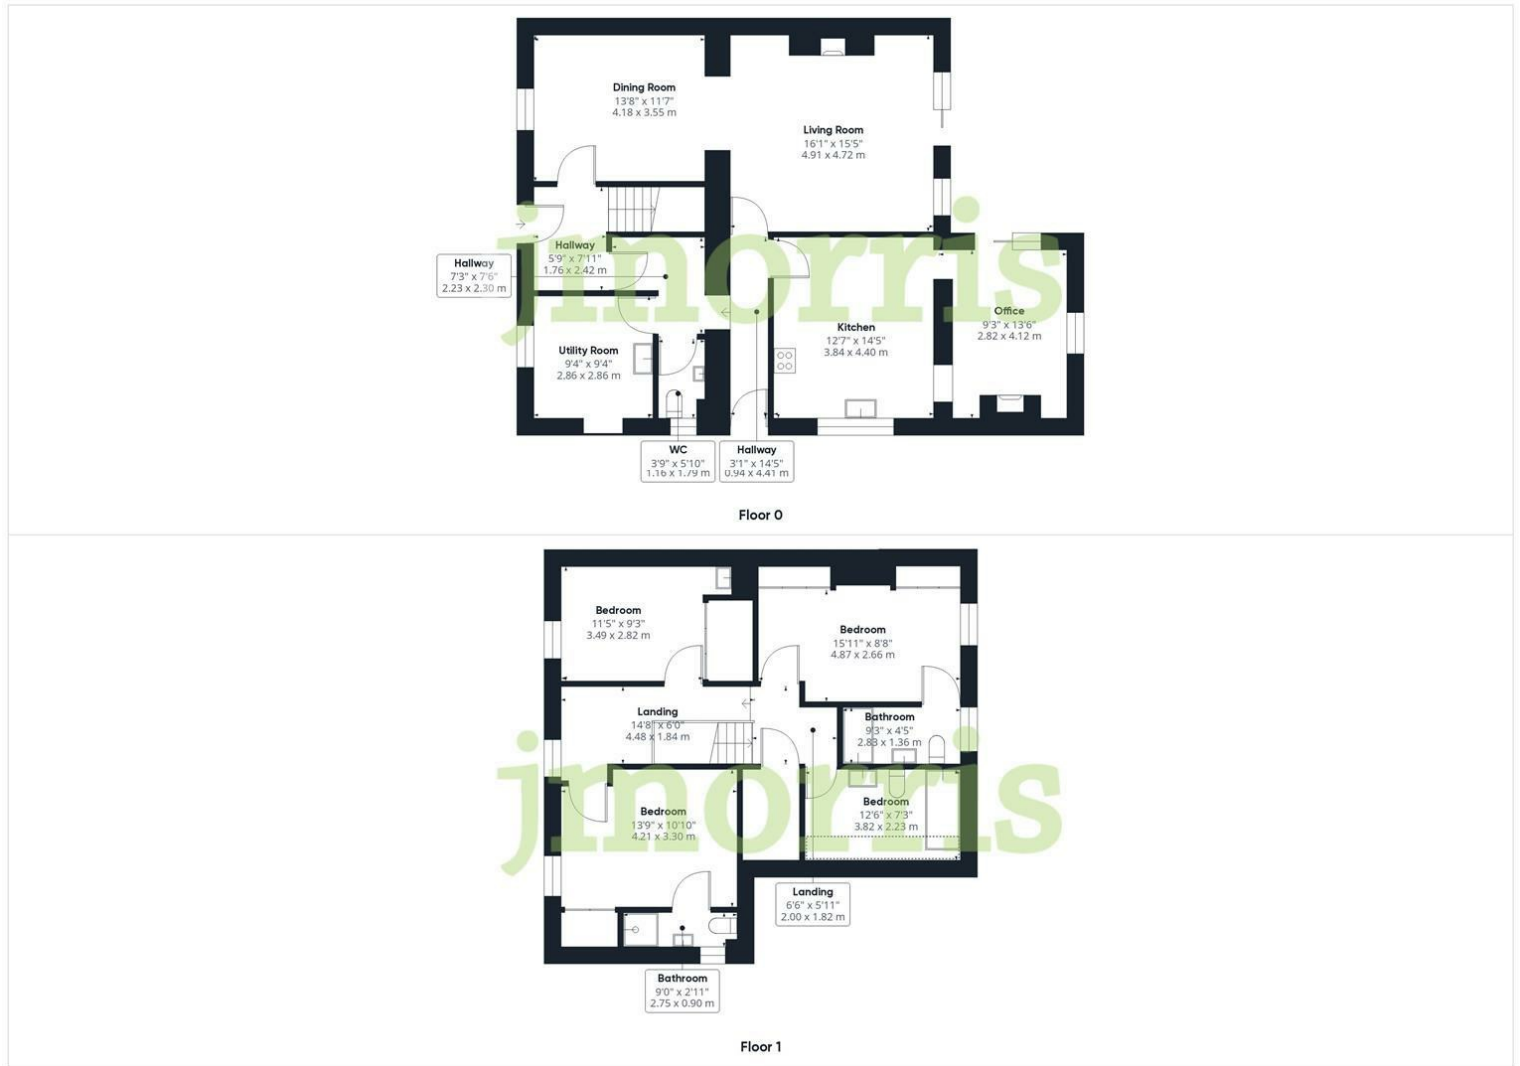 Dining Room
13'8" x 11'7"
4.18 x 3.55 m
Living Room
16'1" x 15'5"
4.91 x 4.72 m
jmorris
Hallway
5'9" x 7'11"
1.76 x 2.42 m
Hallway
7'3" x 7'6"
2.23 x 2.30 m
Office
9'3" x 13'6"
2.82 x 4.12 m
Kitchen
12'7" x 14'5"
3.84 x 4.40 m
Utility Room
9'4" x 9'4"
2.86 x 2.86 m
WC
3'9" x 5'10"
1.16 x 1.79 m
Hallway
3'1" x 14'5"
0.94 x 4.41 m
Floor 0
Bedroom
11'5" x 9'3"
3.49 x 2.82 m
Bedroom
15'11" x 8'8"
4.87 x 2.66 m
Landing
14'8" x 6'0"
4.48 x 1.84 m
Bathroom
9'3" x 4'5"
2.83 x 1.36 m
jmorris
Bedroom
13'9" x 10'10"
4.21 x 3.30 m
Bedroom
12'6" x 7'3"
3.82 x 2.23 m
Landing
6'6" x 5'11"
2.00 x 1.82 m
Bathroom
9'0" x 2'11"
2.75 x 0.90 m
Floor 1